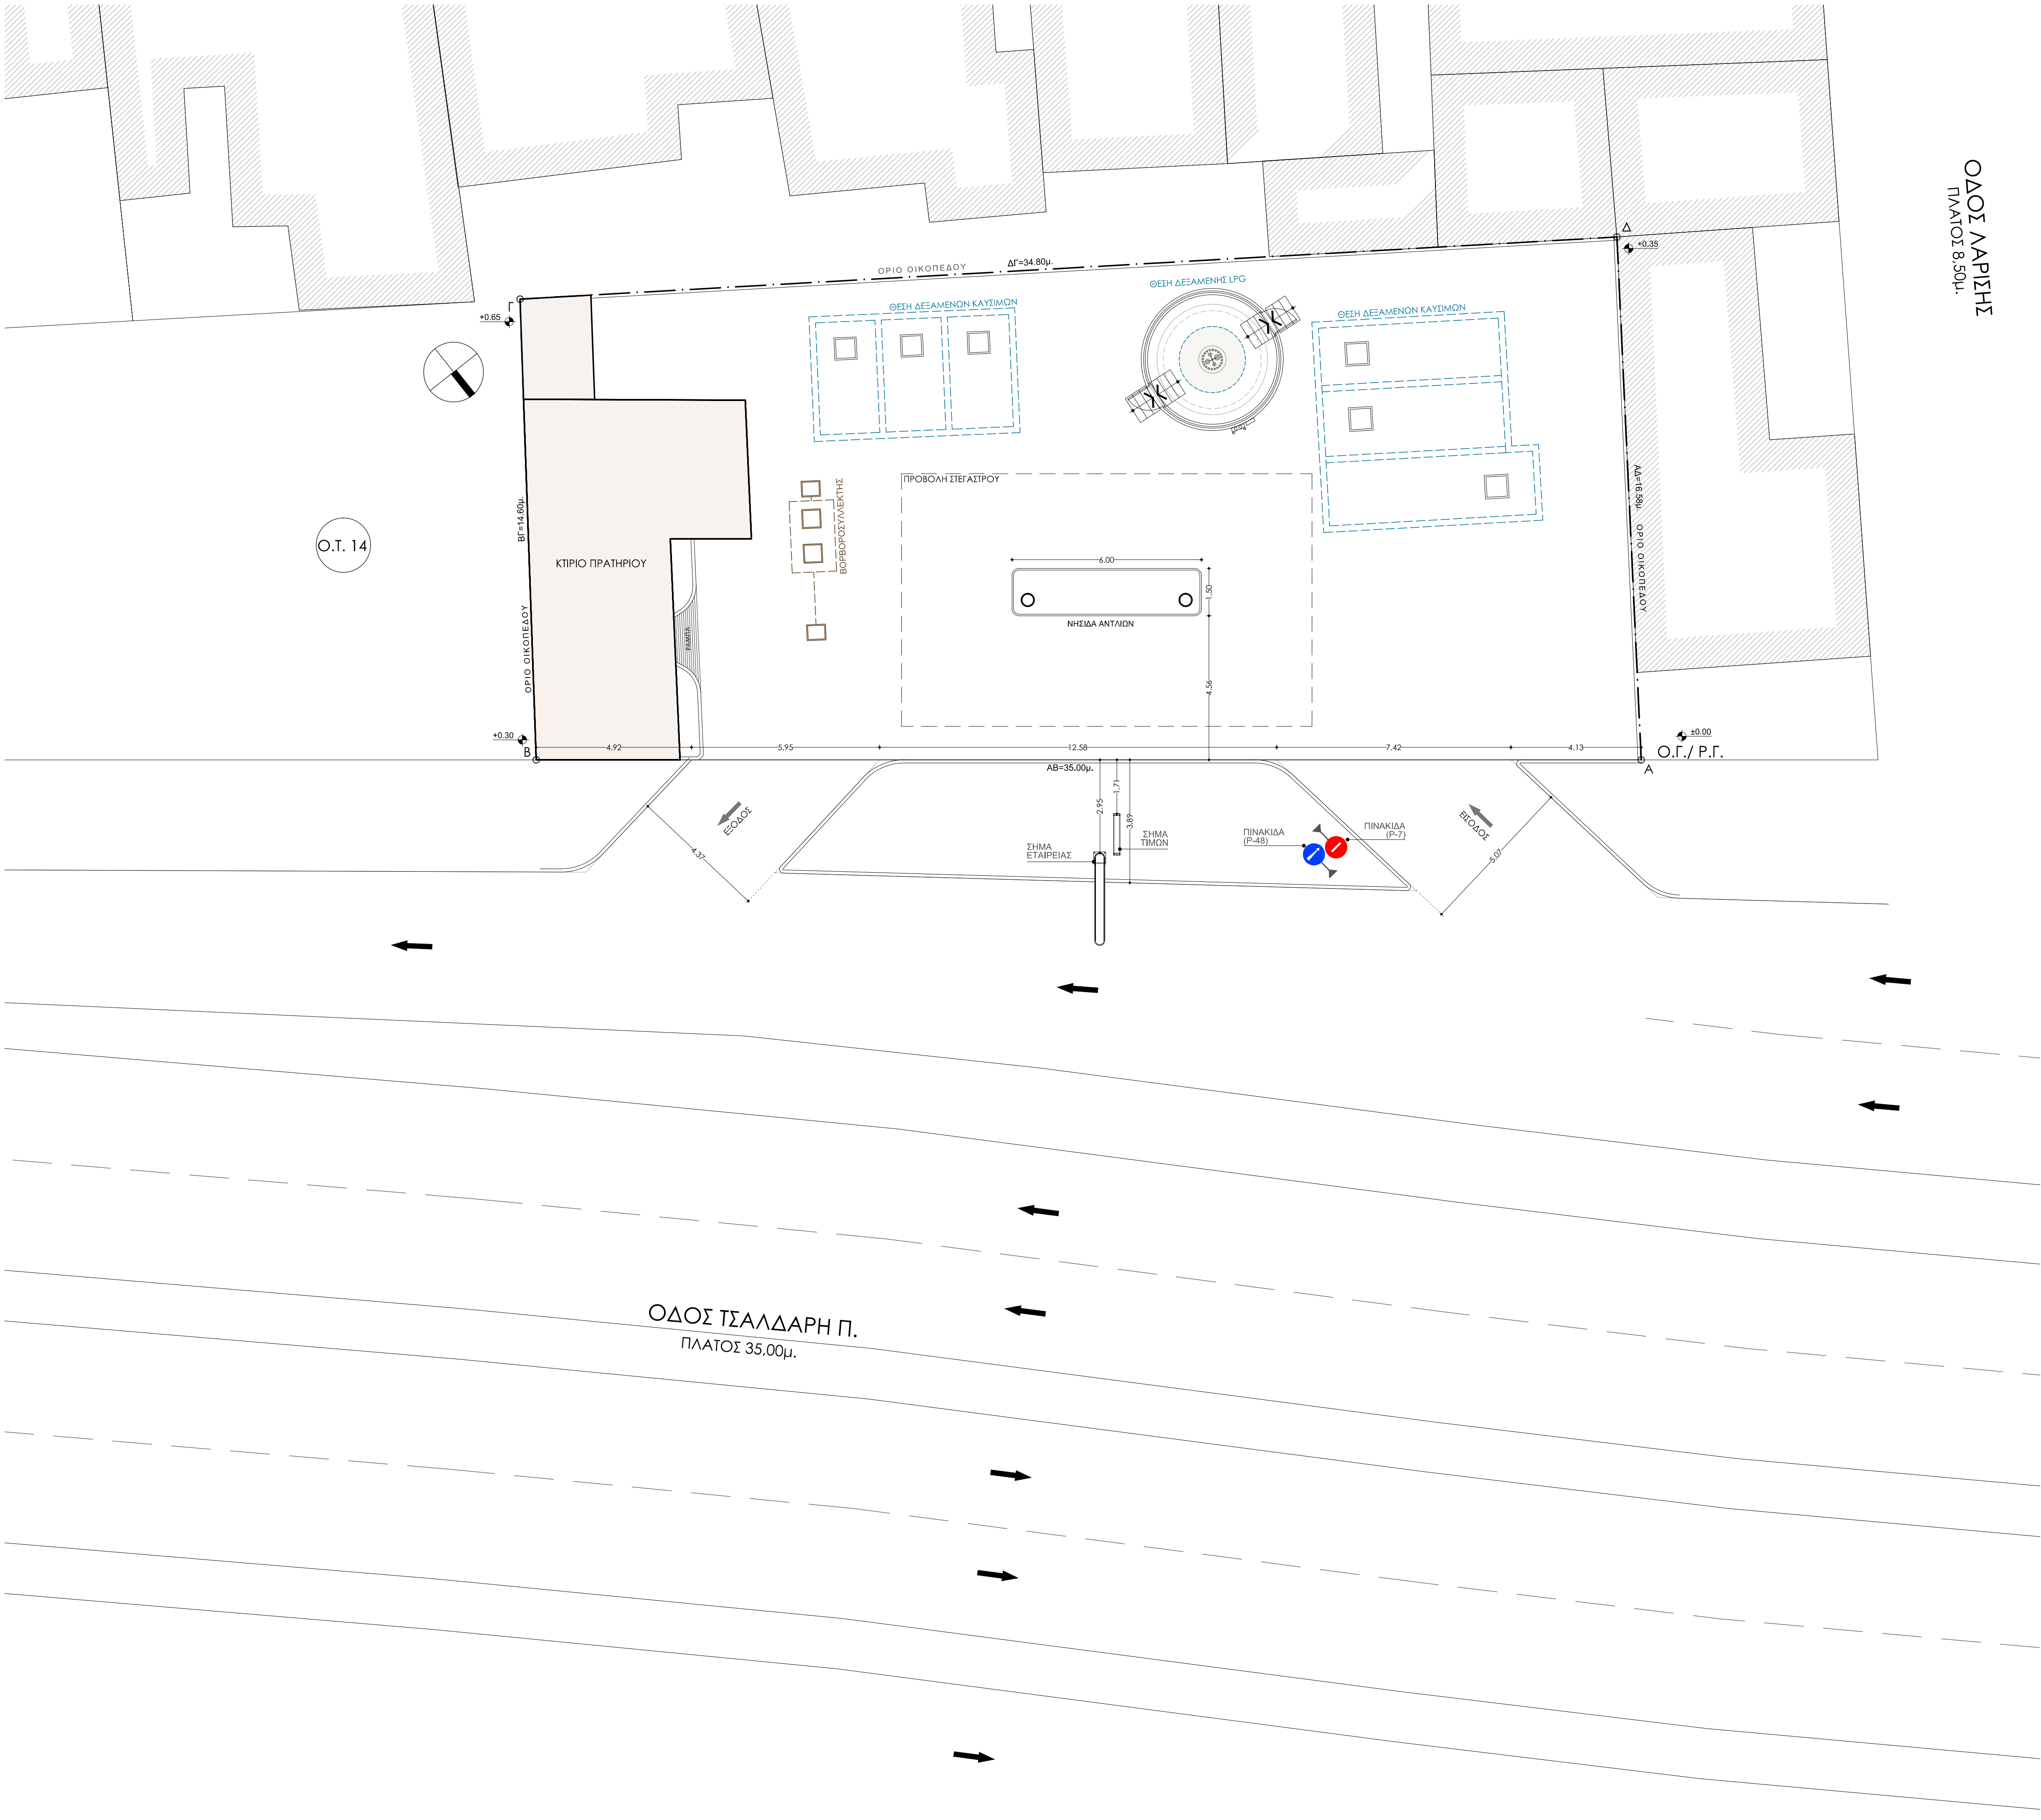 ΟΔΟΣ ΛΑΡΙΣΗΣ
ΠΛΑΤΟΣ 8,50μ.
Δ
+0.35
ΟΡΙΟ ΟΙΚΟΠΕΔΟΥ
ΔΓ=34.80μ.
ΘΕΣΗ ΔΕΞΑΜΕΝΗΣ LPG
ΘΕΣΗ ΔΕΞΑΜΕΝΩΝ ΚΑΥΣΙΜΩΝ
ΘΕΣΗ ΔΕΞΑΜΕΝΩΝ ΚΑΥΣΙΜΩΝ
Γ
+0.65
ΠΡΟΒΟΛΗ ΣΤΕΓΑΣΤΡΟΥ
ΒΟΡΒΟΡΟΣΥΛΛΕΚΤΗΣ
ΒΓ=14.60μ.
ΟΡΙΟ ΟΙΚΟΠΕΔΟΥ
ΑΔ=16.58μ.
ΟΡΙΟ ΟΙΚΟΠΕΔΟΥ
Ο.Τ. 14
ΚΤΙΡΙΟ ΠΡΑΤΗΡΙΟΥ
6.00
1.50
ΝΗΣΙΔΑ ΑΝΤΛΙΩΝ
ΡΑΜΠΑ
4.56
+0.30
Β
4.92
5.95
12.58
7.42
4.13
±0.00
Ο.Γ./ Ρ.Γ.
Α
ΑΒ=35.00μ.
2.95
1.71
3.89
ΕΞΟΔΟΣ
4.37
ΣΗΜΑ
ΕΤΑΙΡΕΙΑΣ
ΣΗΜΑ
ΤΙΜΩΝ
ΠΙΝΑΚΙΔΑ
(Ρ-48)
ΠΙΝΑΚΙΔΑ
(Ρ-7)
ΕΙΣΟΔΟΣ
5.07
ΟΔΟΣ ΤΣΑΛΔΑΡΗ Π.
ΠΛΑΤΟΣ 35,00μ.